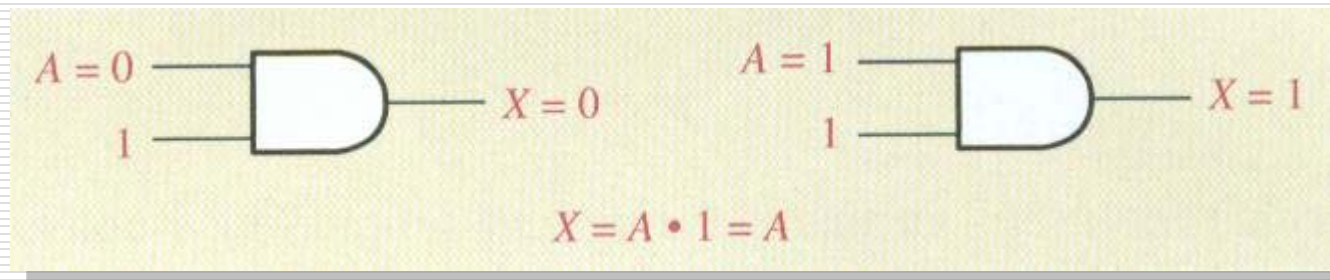 A = 0
1
X = 0
A = 1
1
X = 1
X = A • 1 = A